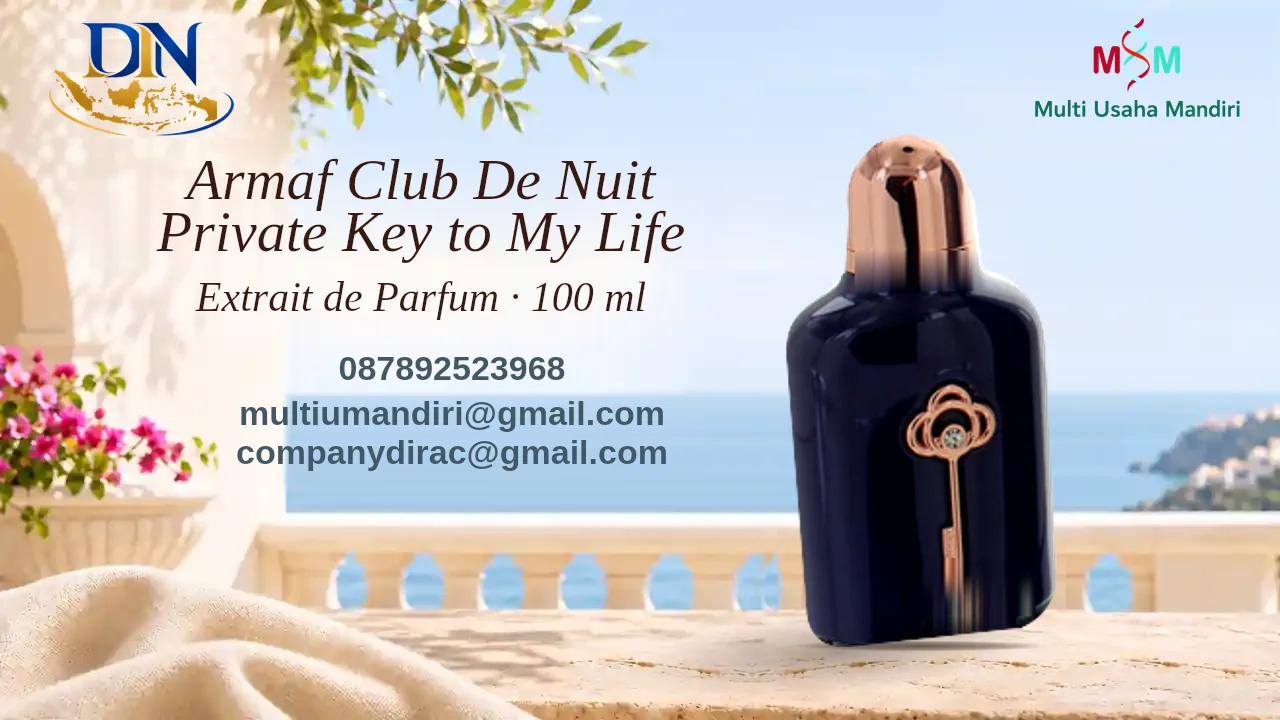 DIN
M M
Multi Usaha Mandiri
Armaf Club De Nuit
Private Key to My Life
Extrait de Parfum · 100 ml
087892523968
multiumandiri@gmail.com
companydirac@gmail.com